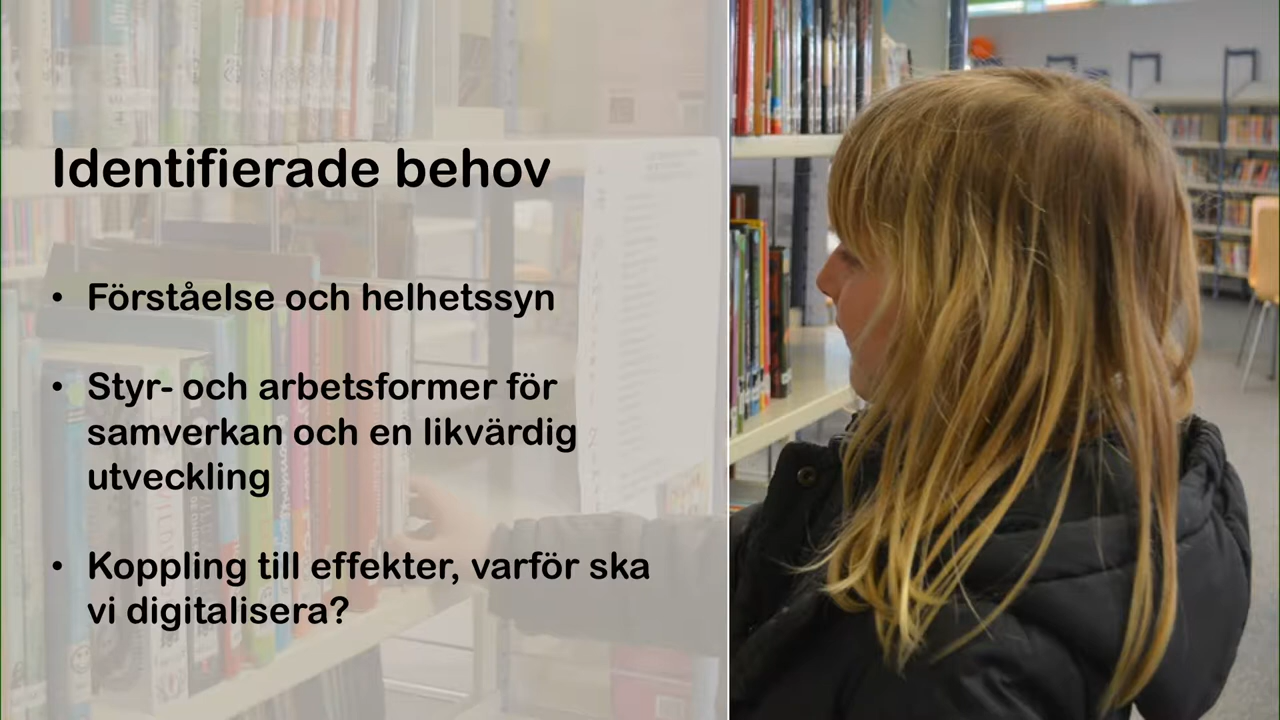 Identifierade behov
• Förståelse och helhetssyn
• Styr- och arbetsformer för
samverkan och en likvärdig
utveckling
• Koppling till effekter, varför ska
vi digitalisera?